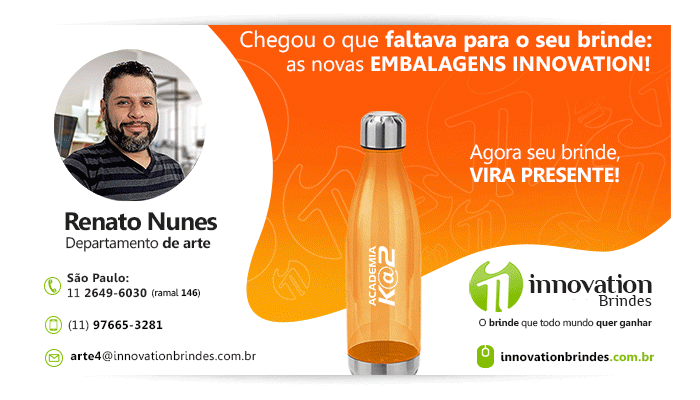 Chegou o que faltava para o seu brinde:
as novas EMBALAGENS INNOVATION!
Agora seu brinde,
VIRA PRESENTE!
Renato Nunes
Departamento de arte
São Paulo:
11 2649-6030 (ramal 146)
(11) 97665-3281
arte4@innovationbrindes.com.br
ACADEMIA
K@2
innovation
Brindes
O brinde que todo mundo quer ganhar
innovationbrindes.com.br